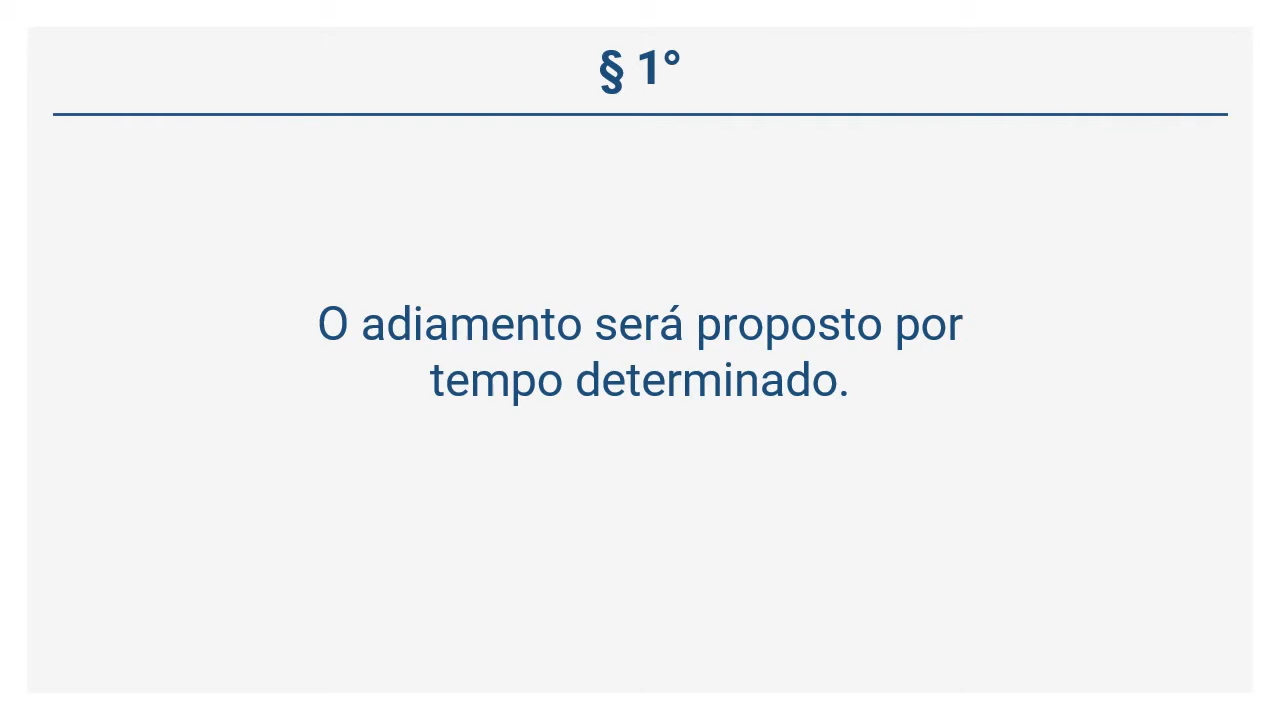 § 1°
O adiamento será proposto por
tempo determinado.